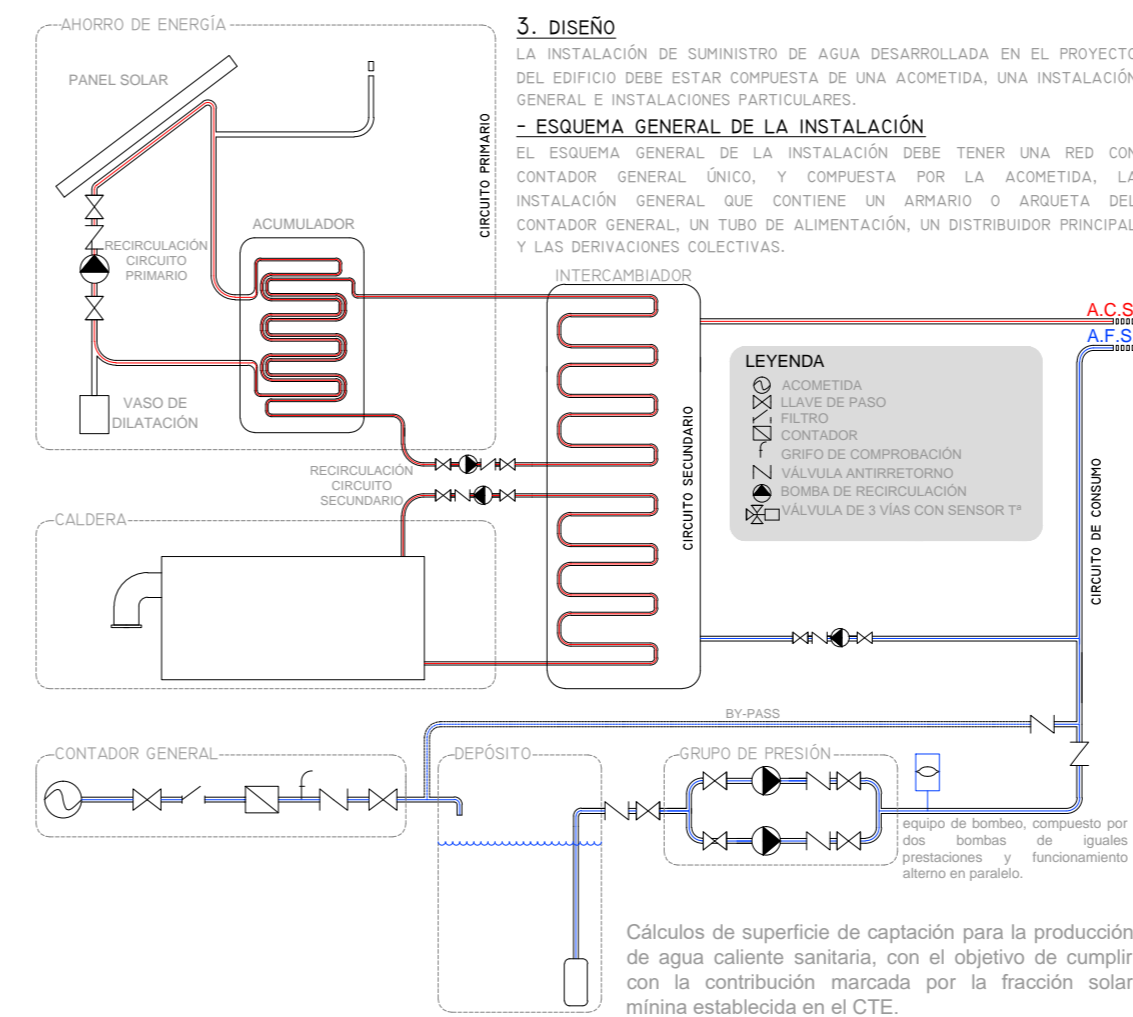 AHORRO DE ENERGÍA
PANEL SOLAR
RECIRCULACIÓN
CIRCUITO
PRIMARIO
ACUMULADOR
VASO DE
DILATACIÓN
CIRCUITO PRIMARIO
3. DISEÑO
LA INSTALACIÓN DE SUMINISTRO DE AGUA DESARROLLADA EN EL PROYECTO
DEL EDIFICIO DEBE ESTAR COMPUESTA DE UNA ACOMETIDA, UNA INSTALACIÓN
GENERAL E INSTALACIONES PARTICULARES.
- ESQUEMA GENERAL DE LA INSTALACIÓN
EL ESQUEMA GENERAL DE LA INSTALACIÓN DEBE TENER UNA RED CON
CONTADOR GENERAL ÚNICO, Y COMPUESTA POR LA ACOMETIDA, LA
INSTALACIÓN GENERAL QUE CONTIENE UN ARMARIO O ARQUETA DEL
CONTADOR GENERAL, UN TUBO DE ALIMENTACIÓN, UN DISTRIBUIDOR PRINCIPAL
Y LAS DERIVACIONES COLECTIVAS.
INTERCAMBIADOR
A.C.S
A.F.S
LEYENDA
ACOMETIDA
LLAVE DE PASO
FILTRO
CONTADOR
GRIFO DE COMPROBACIÓN
VÁLVULA ANTIRRETORNO
BOMBA DE RECIRCULACIÓN
VÁLVULA DE 3 VÍAS CON SENSOR Tª
RECIRCULACIÓN
CIRCUITO
SECUNDARIO
CIRCUITO SECUNDARIO
CIRCUITO DE CONSUMO
CALDERA
BY-PASS
CONTADOR GENERAL
DEPÓSITO
GRUPO DE PRESIÓN
equipo de bombeo, compuesto por
dos bombas de iguales
prestaciones y funcionamiento
alterno en paralelo.
Cálculos de superficie de captación para la producción
de agua caliente sanitaria, con el objetivo de cumplir
con la contribución marcada por la fracción solar
mínina establecida en el CTE.